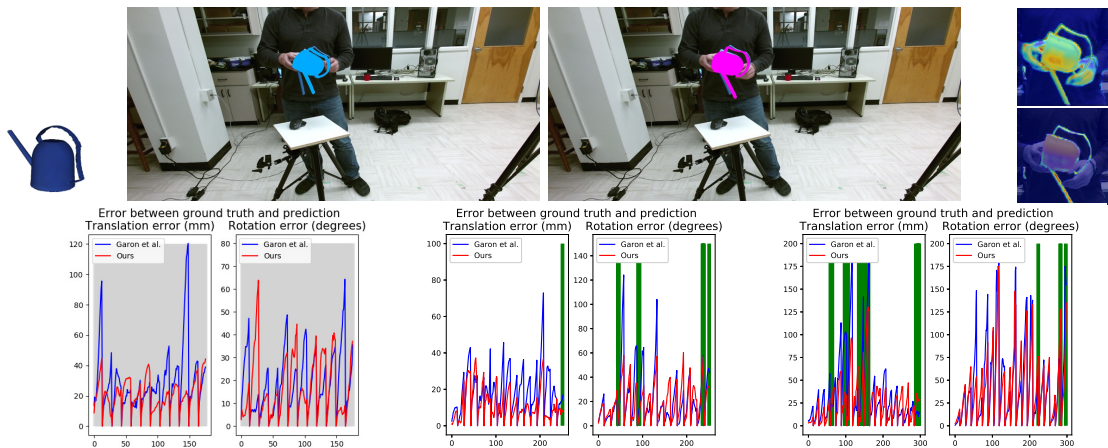 Error between ground truth and prediction
Translation error (mm) Rotation error (degrees)
Garon et al.
Ours
120
100
80
60
40
20
0
0 50 100 150
Garon et al.
Ours
80
70
60
50
40
30
20
10
0
0 50 100 150
Error between ground truth and prediction
Translation error (mm) Rotation error (degrees)
Garon et al.
Ours
100
80
60
40
20
0
0 100 200
Garon et al.
Ours
140
120
100
80
60
40
20
0
0 100 200
Error between ground truth and prediction
Translation error (mm) Rotation error (degrees)
Garon et al.
Ours
200
175
150
125
100
75
50
25
0
0 100 200 300
Garon et al.
Ours
200
175
150
125
100
75
50
25
0
0 100 200 300